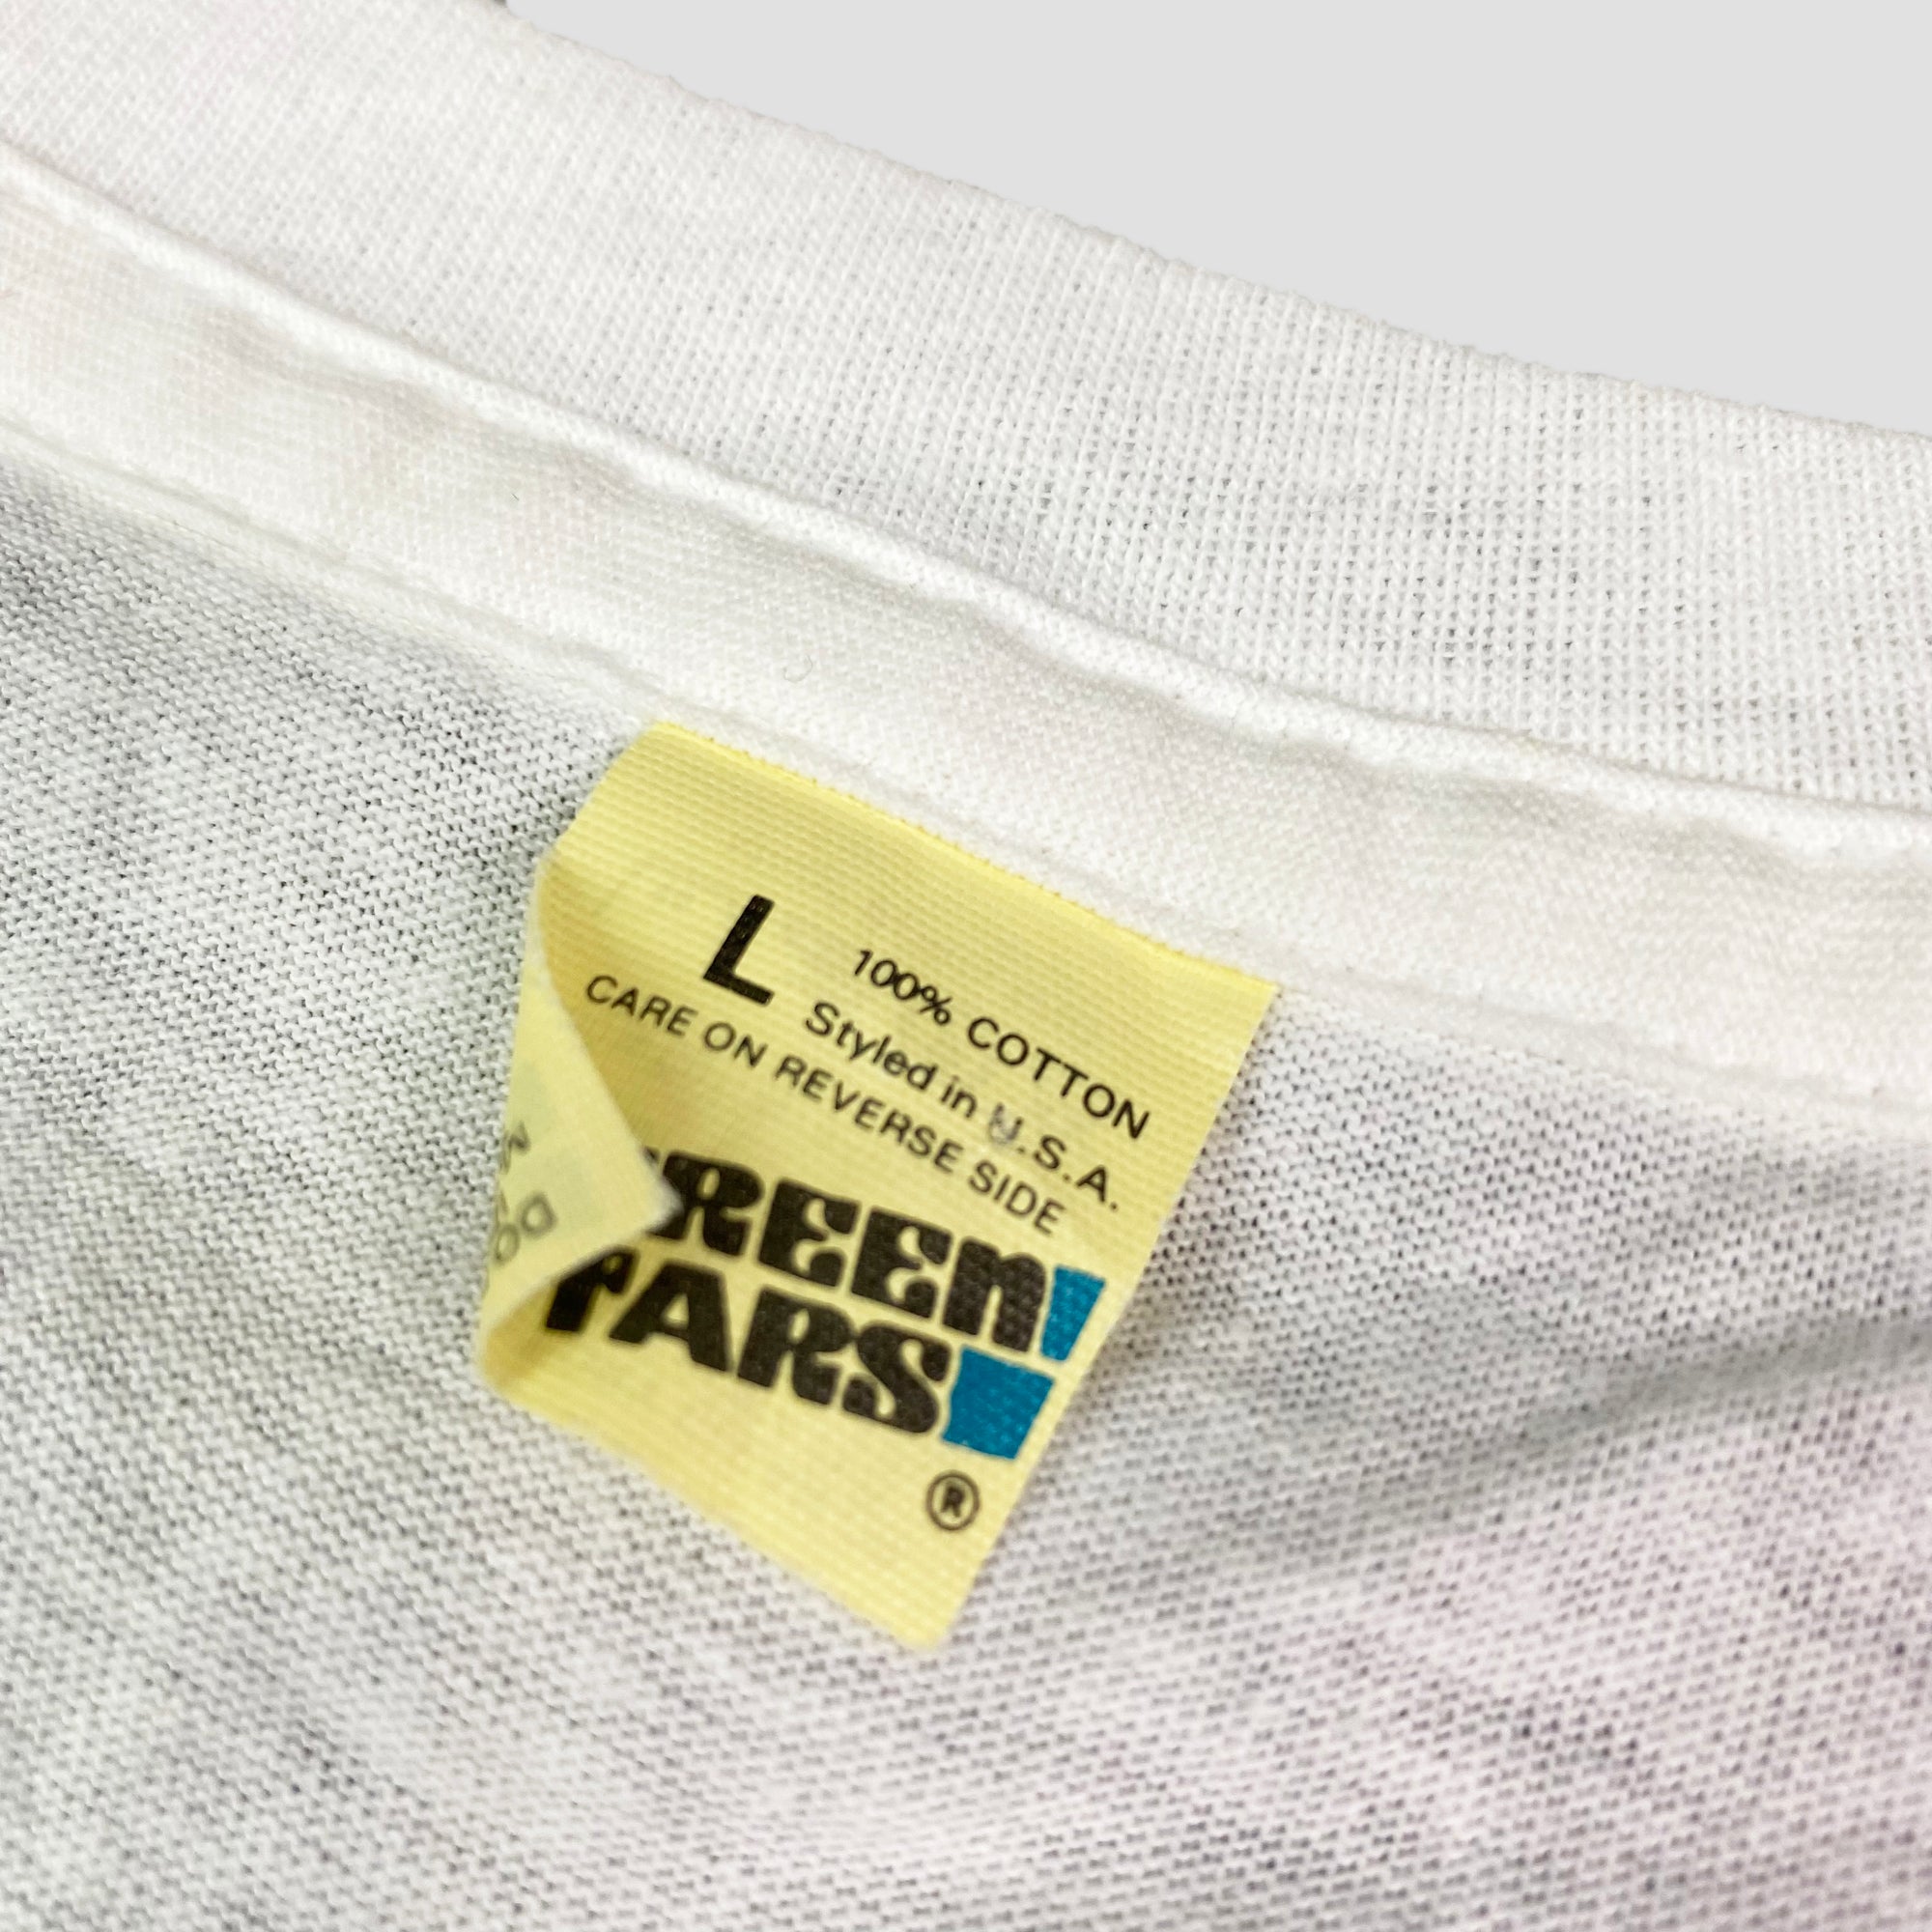 L 100% COTTON
Styled in U.S.A.
CARE ON REVERSE SIDE
REEN
TARS
®